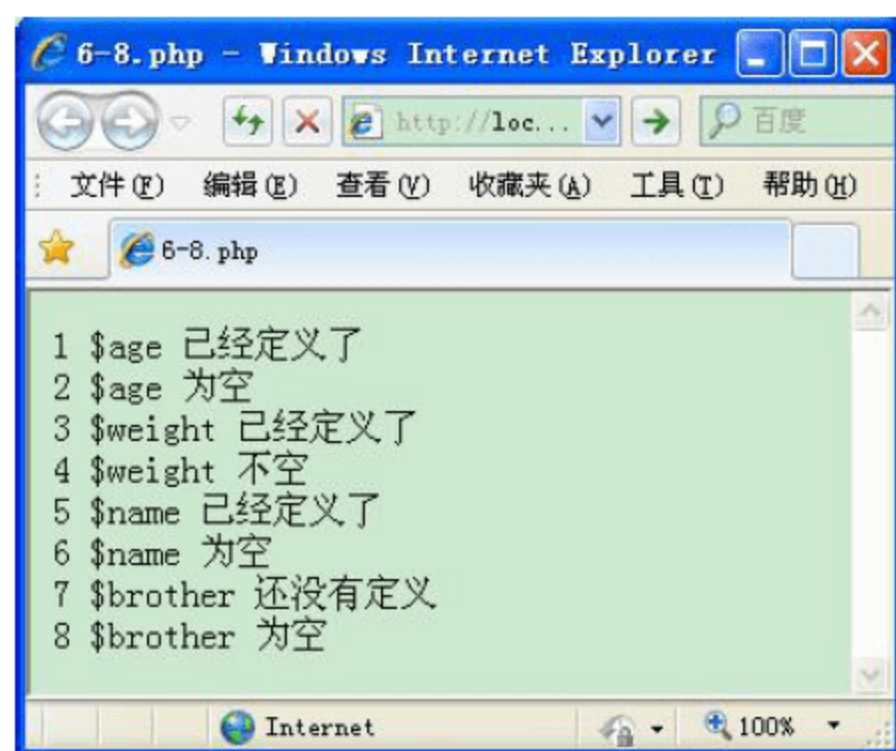 6-8.php - Windows Internet Explorer
http://loc... 百度
文件(F) 编辑(E) 查看(V) 收藏夹(A) 工具(T) 帮助(H)
6-8.php
1 $age 已经定义了
2 $age 为空
3 $weight 已经定义了
4 $weight 不空
5 $name 已经定义了
6 $name 为空
7 $brother 还没有定义
8 $brother 为空
Internet 100%